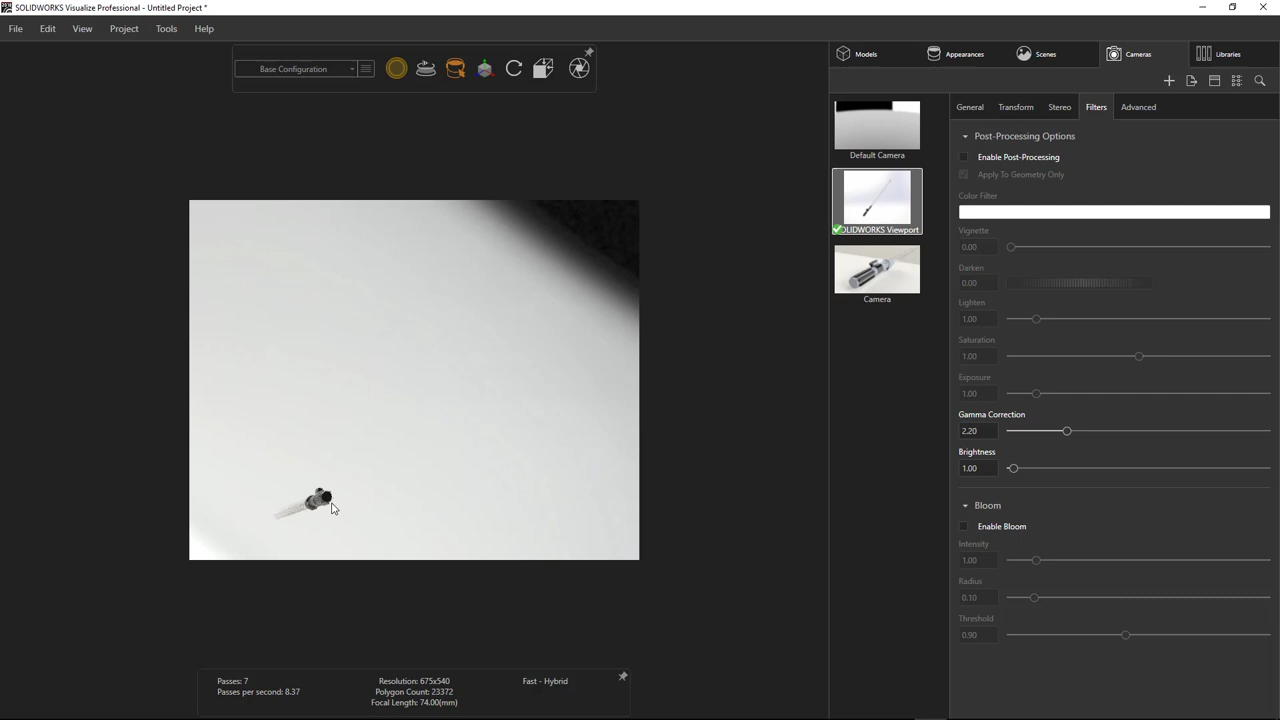 SOLIDWORKS Visualize Professional - Untitled Project *
File Edit View Project Tools Help
Base Configuration
Models Appearances Scenes Cameras Libraries
General Transform Stereo Filters Advanced
Default Camera
SOLIDWORKS Viewport
Camera
Post-Processing Options
Enable Post-Processing
Apply To Geometry Only
Color Filter
Vignette
0.00
Darken
0.00
Lighten
1.00
Saturation
1.00
Exposure
1.00
Gamma Correction
2.20
Brightness
1.00
Bloom
Enable Bloom
Intensity
1.00
Radius
0.10
Threshold
0.90
Passes: 7 Resolution: 675x540 Fast - Hybrid
Passes per second: 8.37 Polygon Count: 23372
Focal Length: 74.00(mm)